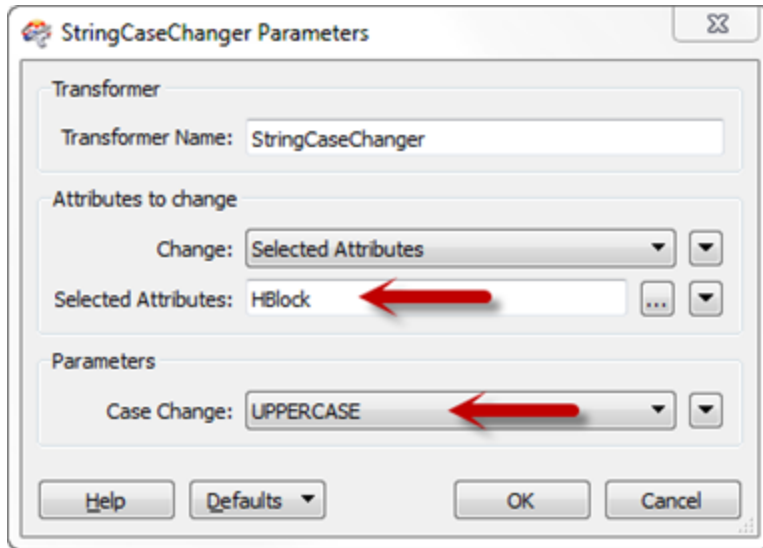 StringCaseChanger Parameters
Transformer
Transformer Name: StringCaseChanger
Attributes to change
Change: Selected Attributes
Selected Attributes: HBlock ...
Parameters
Case Change: UPPERCASE
Help Defaults OK Cancel